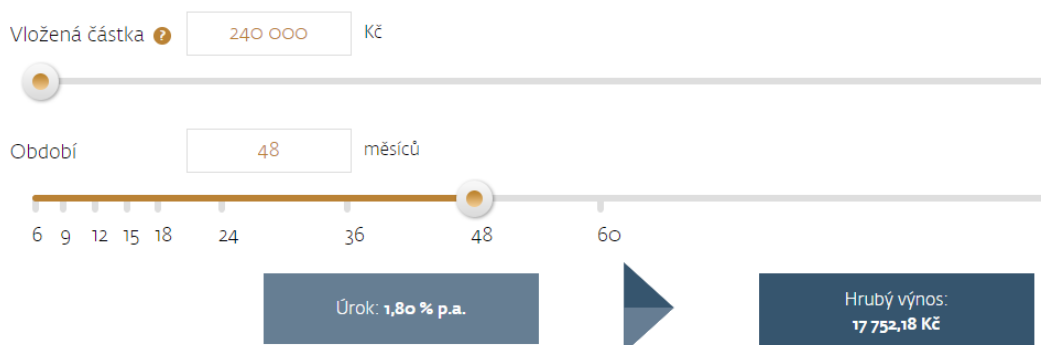 Vložená částka ? 240 000 Kč
Období 48 měsíců
6 9 12 15 18 24 36 48 60
Úrok: 1,80 % p.a.
Hrubý výnos:
17 752,18 Kč